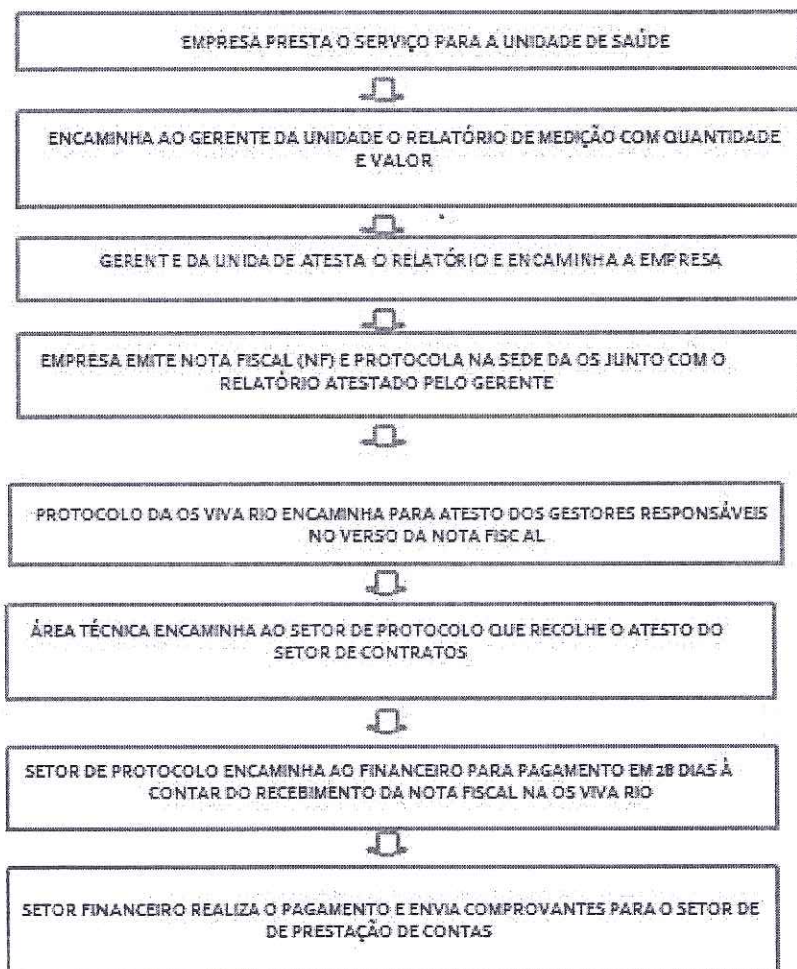 EMPRESA PRESTA O SERVIÇO PARA A UNIDADE DE SAÚDE
ENCAMINHA AO GERENTE DA UNIDADE O RELATÓRIO DE MEDIÇÃO COM QUANTIDADE
E VALOR
GERENTE DA UNIDADE ATESTA O RELATÓRIO E ENCAMINHA A EMPRESA
EMPRESA EMITE NOTA FISCAL (NF) E PROTOCOLA NA SEDE DA OS JUNTO COM O
RELATÓRIO ATESTADO PELO GERENTE
PROTOCOLO DA OS VIVA RIO ENCAMINHA PARA ATESTO DOS GESTORES RESPONSÁVEIS
NO VERSO DA NOTA FISCAL
ÁREA TÉCNICA ENCAMINHA AO SETOR DE PROTOCOLO QUE RECOLHE O ATESTO DO
SETOR DE CONTRATOS
SETOR DE PROTOCOLO ENCAMINHA AO FINANCEIRO PARA PAGAMENTO EM 28 DIAS À
CONTAR DO RECEBIMENTO DA NOTA FISCAL NA OS VIVA RIO
SETOR FINANCEIRO REALIZA O PAGAMENTO E ENVIA COMPROVANTES PARA O SETOR DE
DE PRESTAÇÃO DE CONTAS